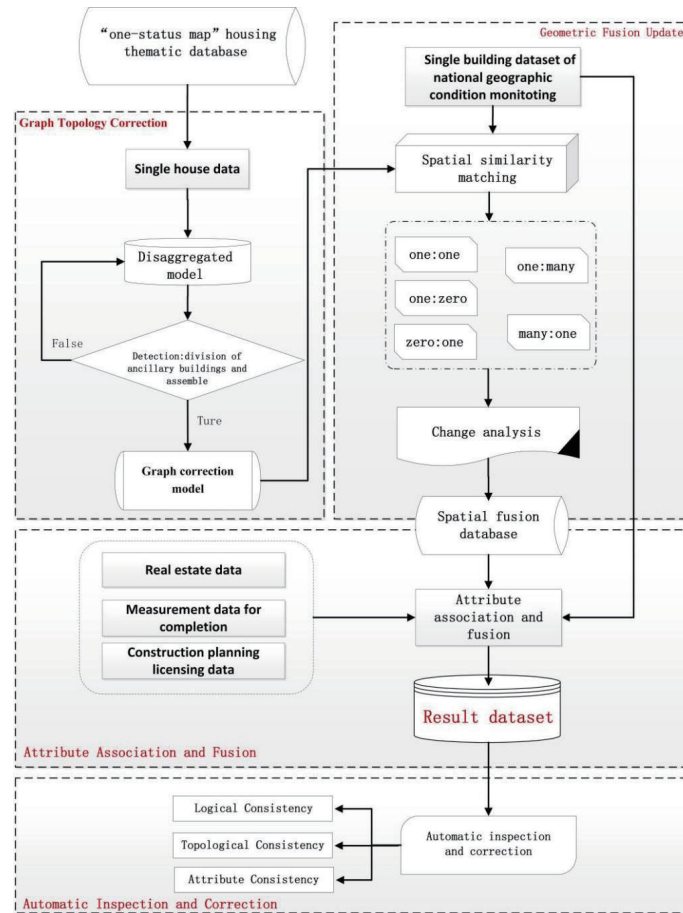 “one-status map” housing
thematic database
Geometric Fusion Update
Single building dataset of
national geographic
condition monitoting
Graph Topology Correction
Single house data
Spatial similarity
matching
Disaggregated
model
one:one
one:many
one:zero
zero:one
many:one
False
Detection:division of
ancillary buildings and
assemble
Ture
Change analysis
Graph correction
model
Spatial fusion
database
Real estate data
Measurement data for
completion
Construction planning
licensing data
Attribute
association and
fusion
Result dataset
Attribute Association and Fusion
Logical Consistency
Topological Consistency
Attribute Consistency
Automatic inspection
and correction
Automatic Inspection and Correction